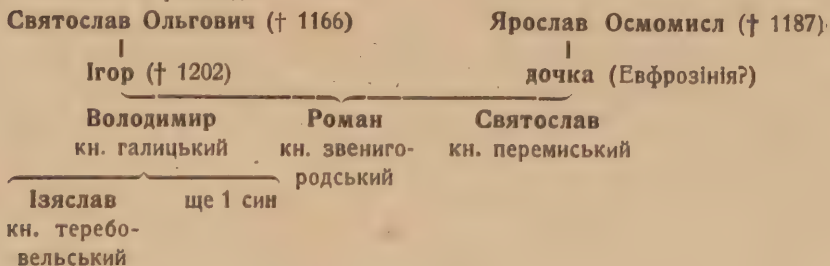 Святослав Ольгович († 1166) Ярослав Осмомисл († 1187)
Ігор († 1202) дочка (Евфрозінія?)
Володимир Роман Святослав
кн. галицький кн. звениго- кн. перемиський
родський
Ізяслав ще 1 син
кн. теребо-
вельський